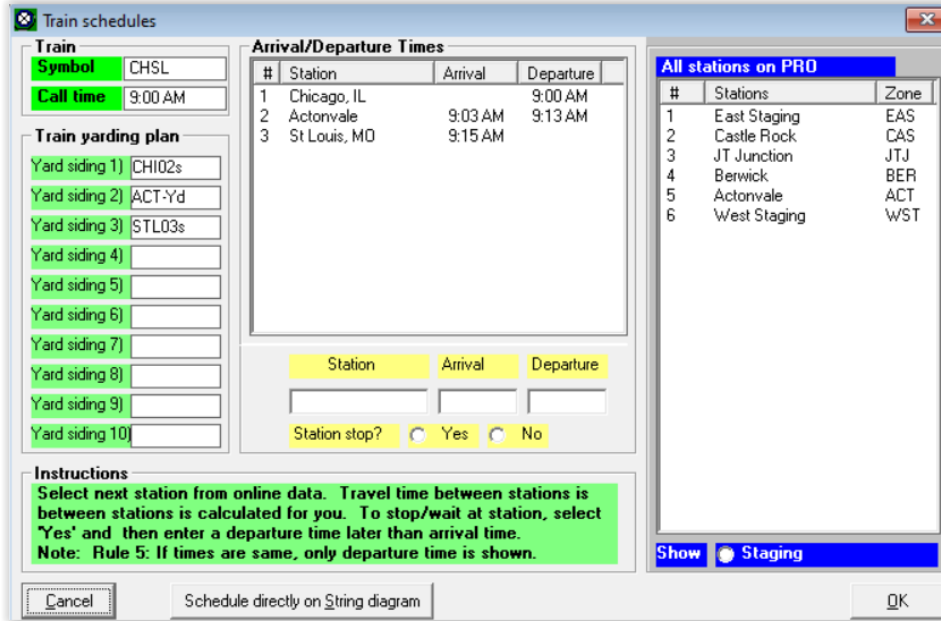 Train schedules
Train
Symbol CHSL
Call time 9:00 AM
Train yarding plan
Yard siding 1) CHI02s
Yard siding 2) ACT-Yd
Yard siding 3) STL03s
Yard siding 4)
Yard siding 5)
Yard siding 6)
Yard siding 7)
Yard siding 8)
Yard siding 9)
Yard siding 10)
Arrival/Departure Times
# Station Arrival Departure
1 Chicago, IL 9:00 AM
2 Actonvale 9:03 AM 9:13 AM
3 St Louis, MO 9:15 AM
Station Arrival Departure
Station stop? Yes No
All stations on PRO
# Stations Zone
1 East Staging EAS
2 Castle Rock CAS
3 JT Junction JTJ
4 Berwick BER
5 Actonvale ACT
6 West Staging WST
Show Staging
Instructions
Select next station from online data. Travel time between stations is
between stations is calculated for you. To stop/wait at station, select
'Yes' and then enter a departure time later than arrival time.
Note: Rule 5: If times are same, only departure time is shown.
Cancel Schedule directly on String diagram OK